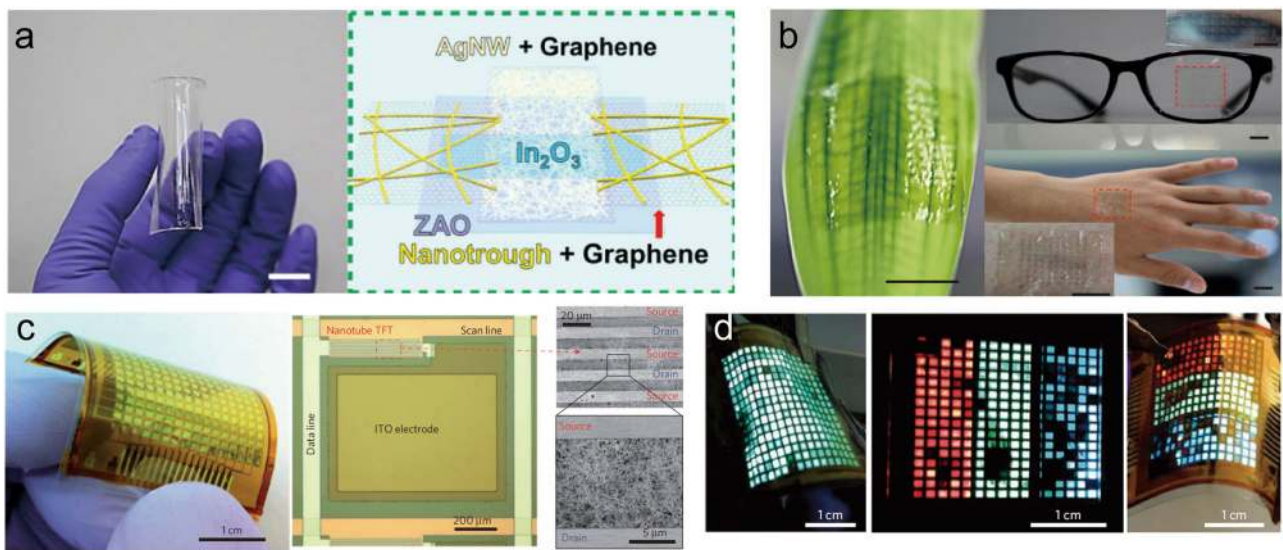 a
AgNW + Graphene
In₂O₃
ZAO
Nanotrough + Graphene
b
c
1 cm
Nanotube TFT
Scan line
Data line
ITO electrode
200 µm
20 µm
Source
Drain
Source
Drain
Source
Source
5 µm
Drain
d
1 cm
1 cm
1 cm